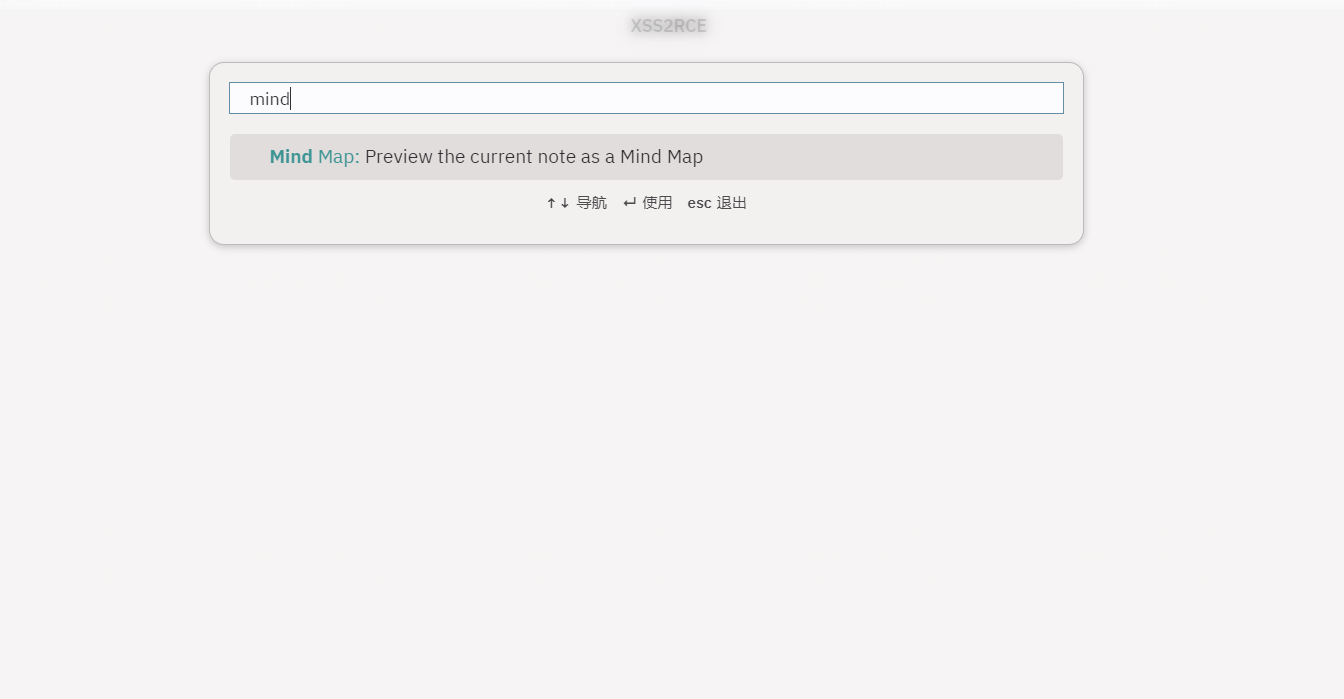 XSS2RCE
mind
Mind Map: Preview the current note as a Mind Map
↑↓ 导航 ↵ 使用 esc 退出